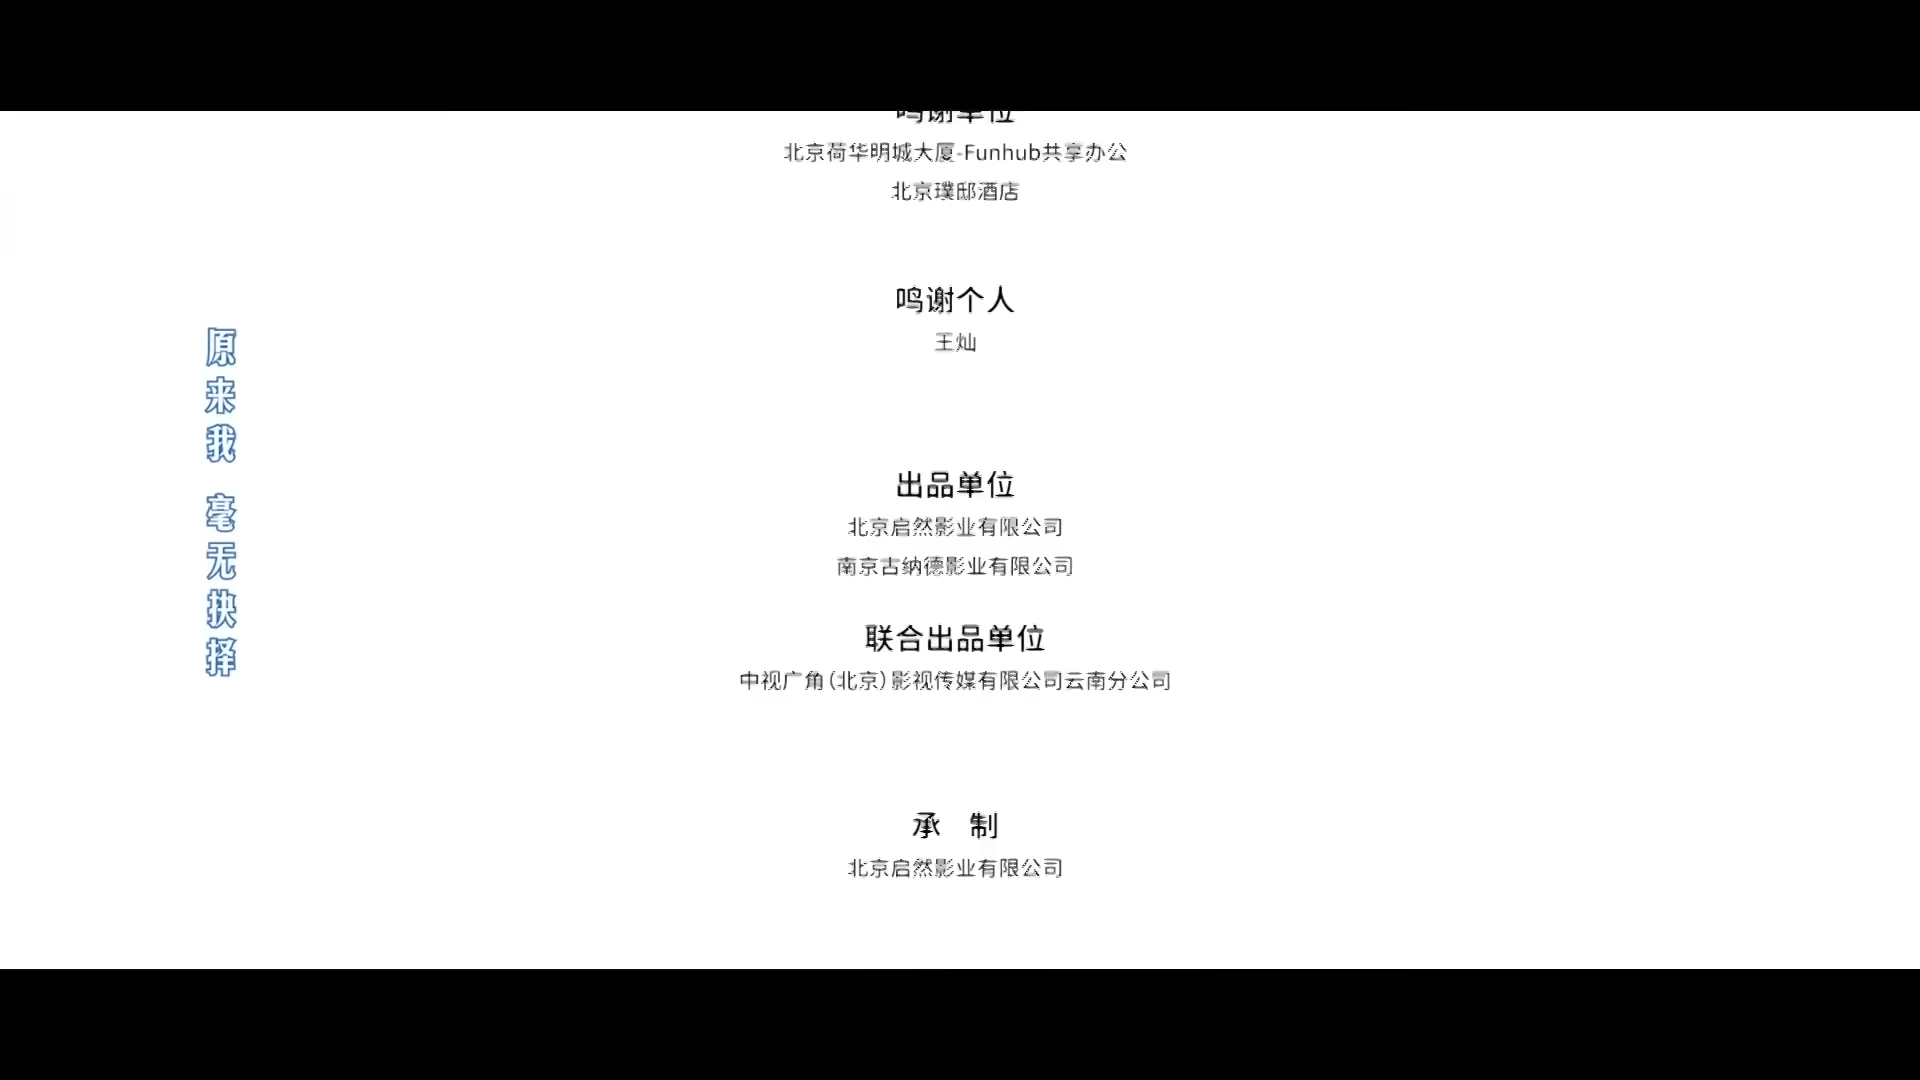 鸣谢单位
北京荷华明城大厦-Funhub共享办公
北京璞邸酒店
鸣谢个人
王灿
出品单位
北京启然影业有限公司
南京古纳德影业有限公司
联合出品单位
中视广角(北京)影视传媒有限公司云南分公司
承 制
北京启然影业有限公司
原来我 毫无抉择